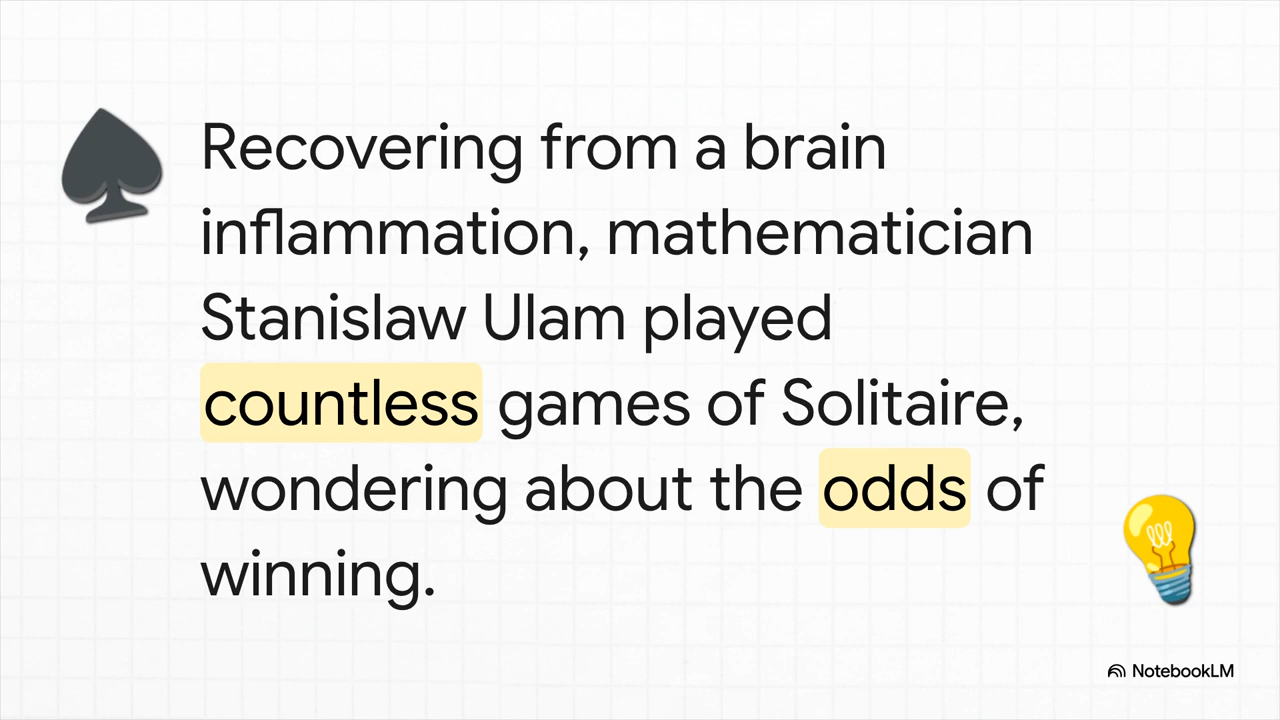 Recovering from a brain
inflammation, mathematician
Stanislaw Ulam played
countless games of Solitaire,
wondering about the odds of
winning.
NotebookLM